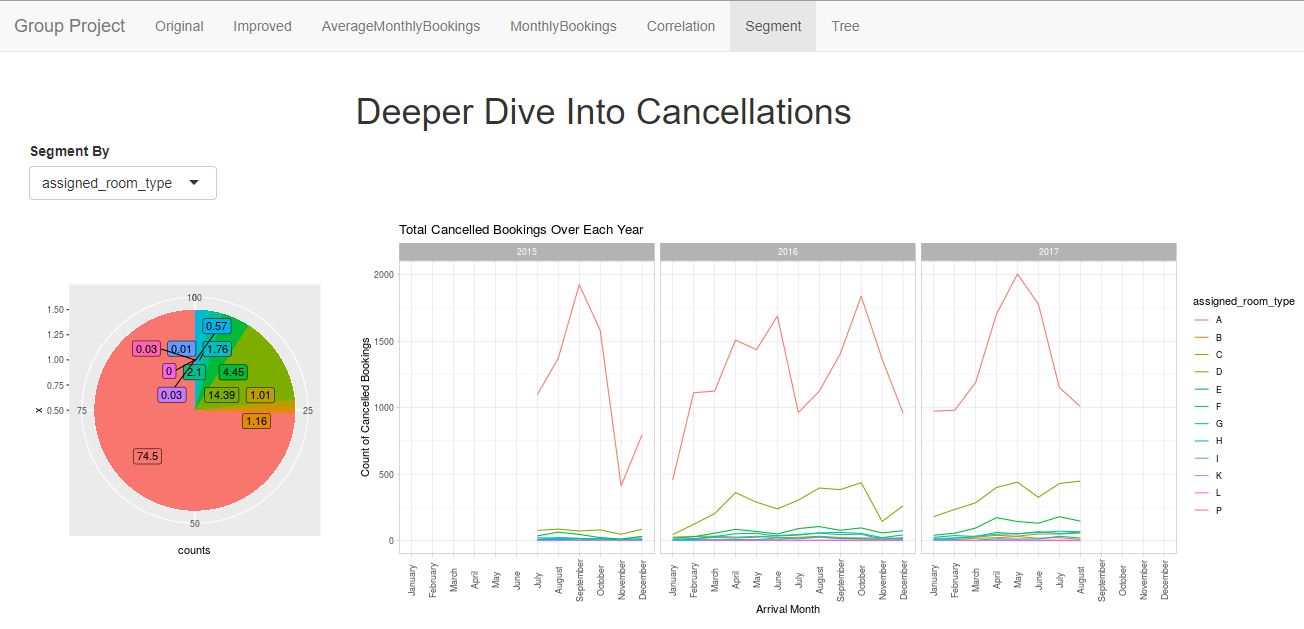 Group Project Original Improved AverageMonthlyBookings MonthlyBookings Correlation Segment Tree
Deeper Dive Into Cancellations
Segment By
assigned_room_type
100
75
25
50
1.50
1.25
1.00
0.75
0.50
x
0.57
0.03
0.01
1.76
0
2.1
4.45
0.03
14.39
1.01
1.16
74.5
counts
Total Cancelled Bookings Over Each Year
2015 2016 2017
Count of Cancelled Bookings
2000
1500
1000
500
0
January February March April May June July August September October November December
January February March April May June July August September October November December
January February March April May June July August September October November December
Arrival Month
assigned_room_type
A
B
C
D
E
F
G
H
I
K
L
P